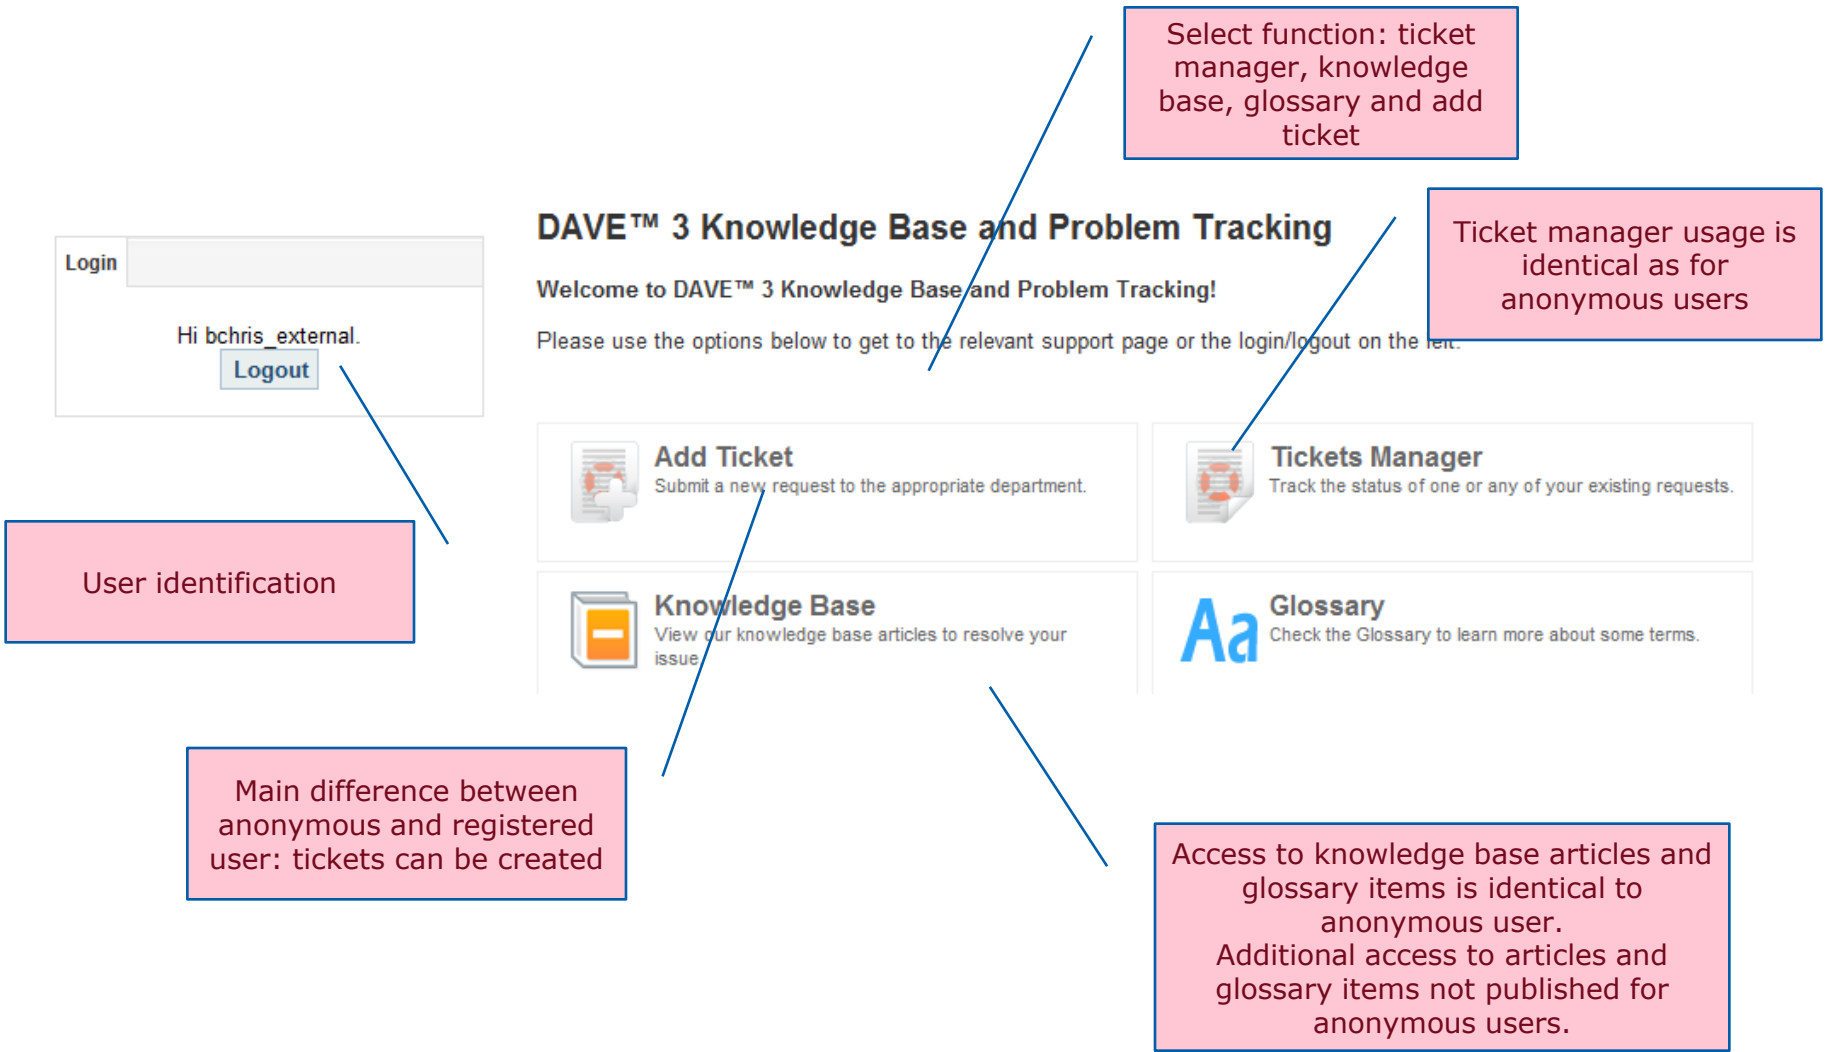 Select function: ticket
manager, knowledge
base, glossary and add
ticket
DAVE™ 3 Knowledge Base and Problem Tracking
Ticket manager usage is
identical as for
anonymous users
Login
Welcome to DAVE™ 3 Knowledge Base and Problem Tracking!
Hi bchris_external.
Please use the options below to get to the relevant support page or the login/logout on the left.
Logout
Add Ticket
Submit a new request to the appropriate department.
Tickets Manager
Track the status of one or any of your existing requests.
User identification
Knowledge Base
View our knowledge base articles to resolve your
issue
Aa
Glossary
Check the Glossary to learn more about some terms.
Main difference between
anonymous and registered
user: tickets can be created
Access to knowledge base articles and
glossary items is identical to
anonymous user.
Additional access to articles and
glossary items not published for
anonymous users.